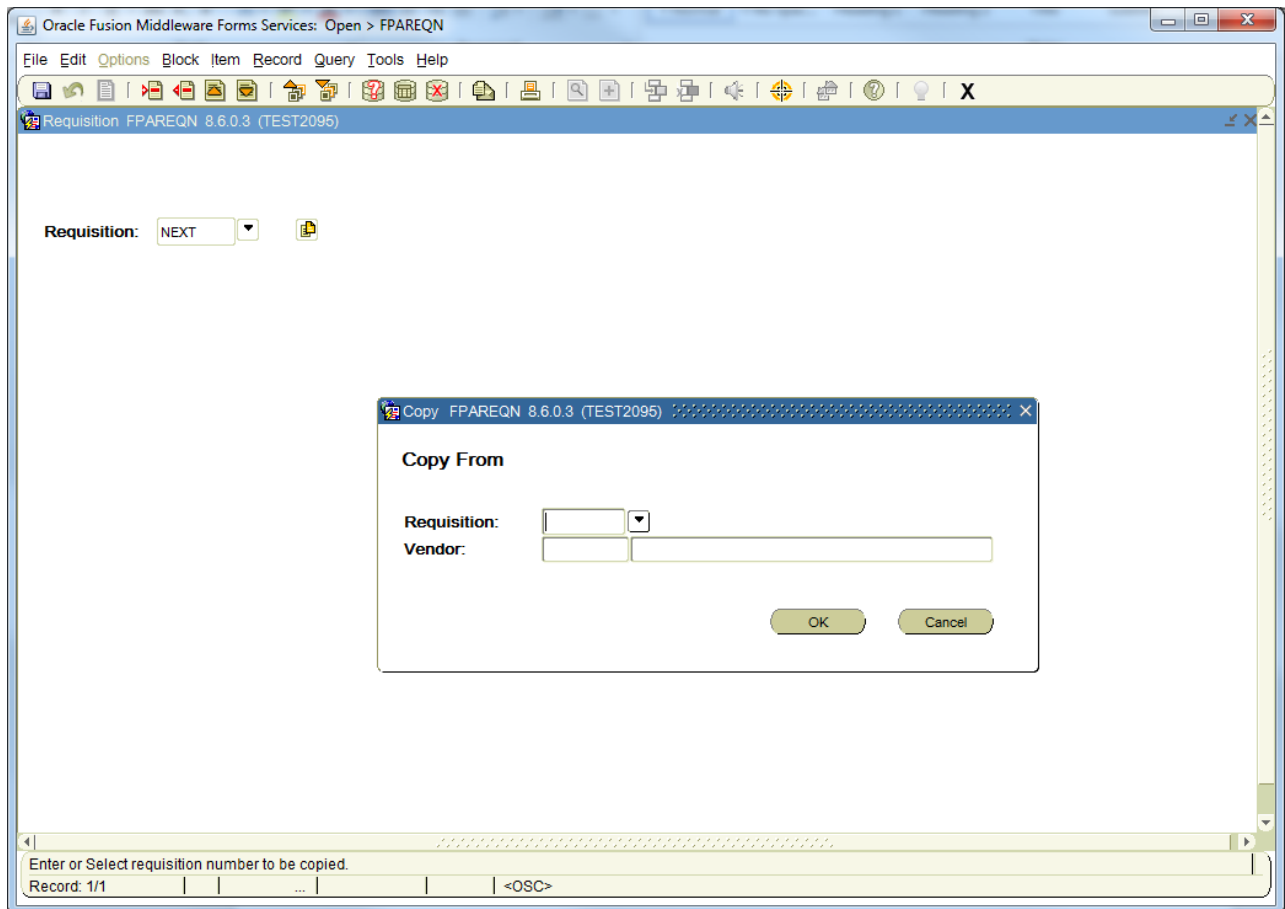 Oracle Fusion Middleware Forms Services: Open > FPAREQN
File Edit Options Block Item Record Query Tools Help
X
Requisition FPAREQN 8.6.0.3 (TEST2095)
Requisition: NEXT
Copy FPAREQN 8.6.0.3 (TEST2095)
Copy From
Requisition:
Vendor:
OK Cancel
Enter or Select requisition number to be copied.
Record: 1/1 ... <OSC>